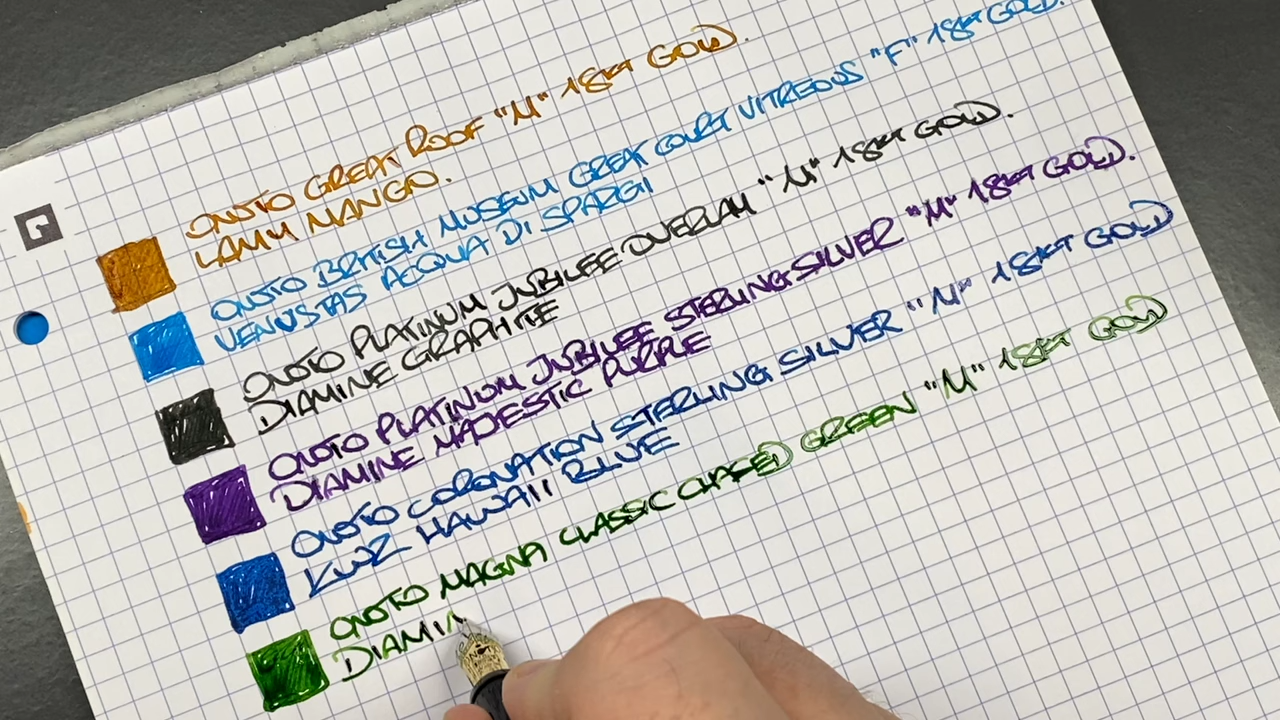 ONOTO GREAT ROOF "M" 18KT GOLD.
LAMY MANGO.
ONOTO BRITISH MUSEUM GREAT COURT VITREOUS "F" 18KT GOLD.
VENVSTAS ACQUA DI SPARGI
ONOTO PLATINUM JUBILEE OVERLAY "M" 18KT GOLD.
DIAMINE GRAPHITE
ONOTO PLATINUM JUBILEE STERLING SILVER "M" 18KT GOLD.
DIAMINE MAJESTIC PURPLE
ONOTO CORONATION STERLING SILVER "M" 18KT GOLD
KWZ HAWAII BLUE
ONOTO MAGNA CLASSIC CHASED GREEN "M" 18KT GOLD
DIAMIN